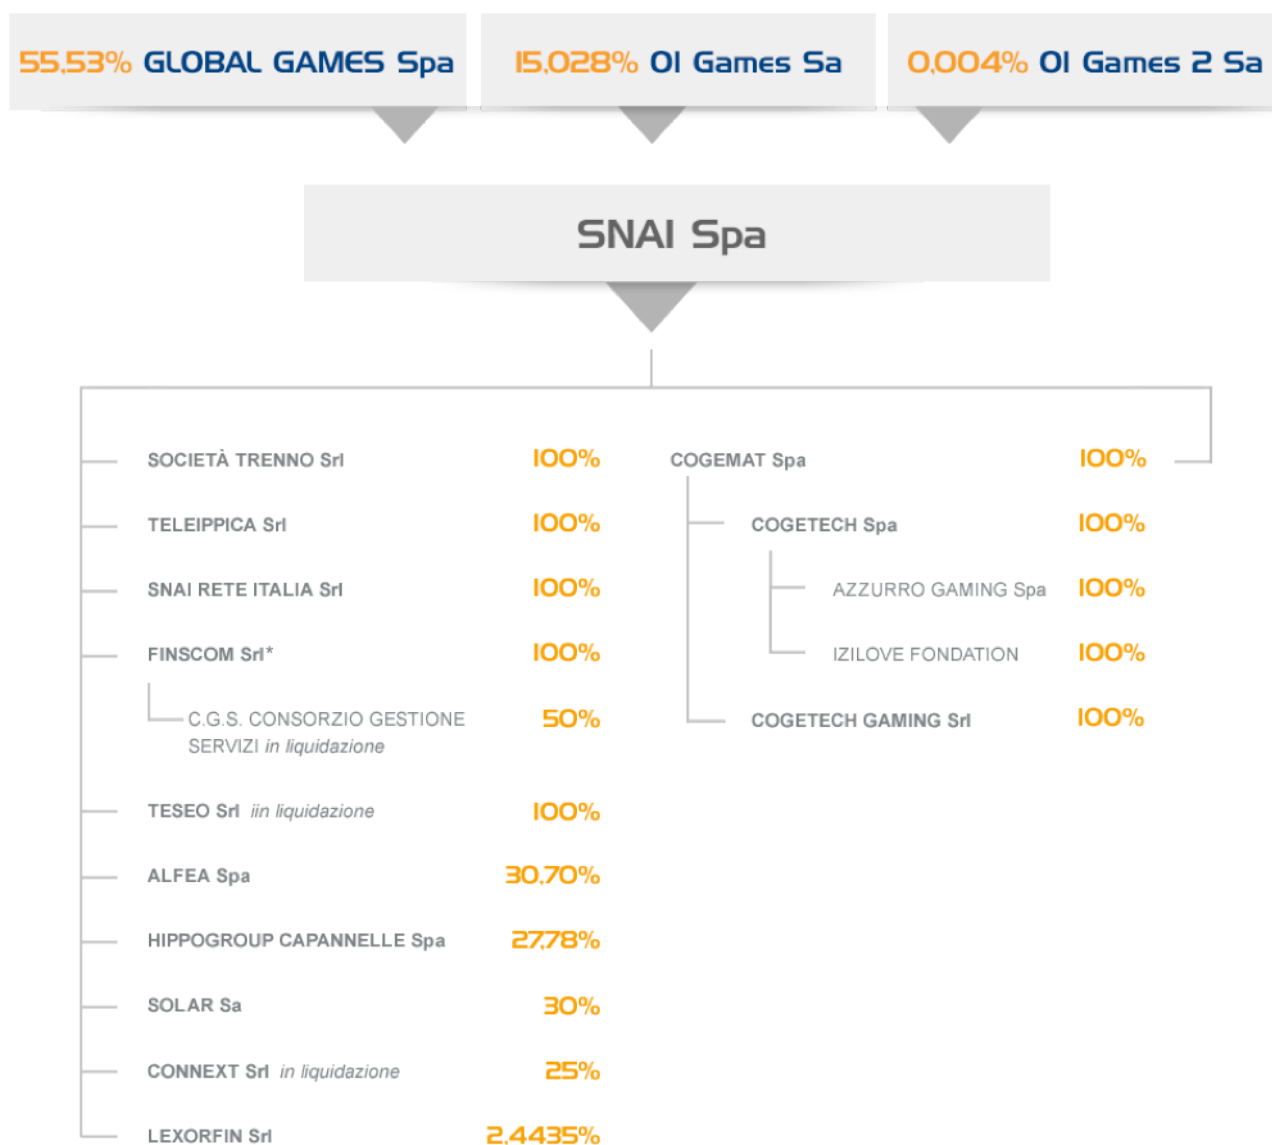 55,53% GLOBAL GAMES Spa
15,028% OI Games Sa
0,004% OI Games 2 Sa
SNAI Spa
SOCIETÀ TRENNO Srl 100%
TELEIPPICA Srl 100%
SNAI RETE ITALIA Srl 100%
FINSCOM Srl* 100%
C.G.S. CONSORZIO GESTIONE 50%
SERVIZI in liquidazione
TESEO Srl iin liquidazione 100%
ALFEA Spa 30,70%
HIPPOGROUP CAPANNELLE Spa 27,78%
SOLAR Sa 30%
CONNEXT Srl in liquidazione 25%
LEXORFIN Srl 2,4435%
COGEMAT Spa 100%
COGETECH Spa 100%
AZZURRO GAMING Spa 100%
IZILOVE FONDATION 100%
COGETECH GAMING Srl 100%